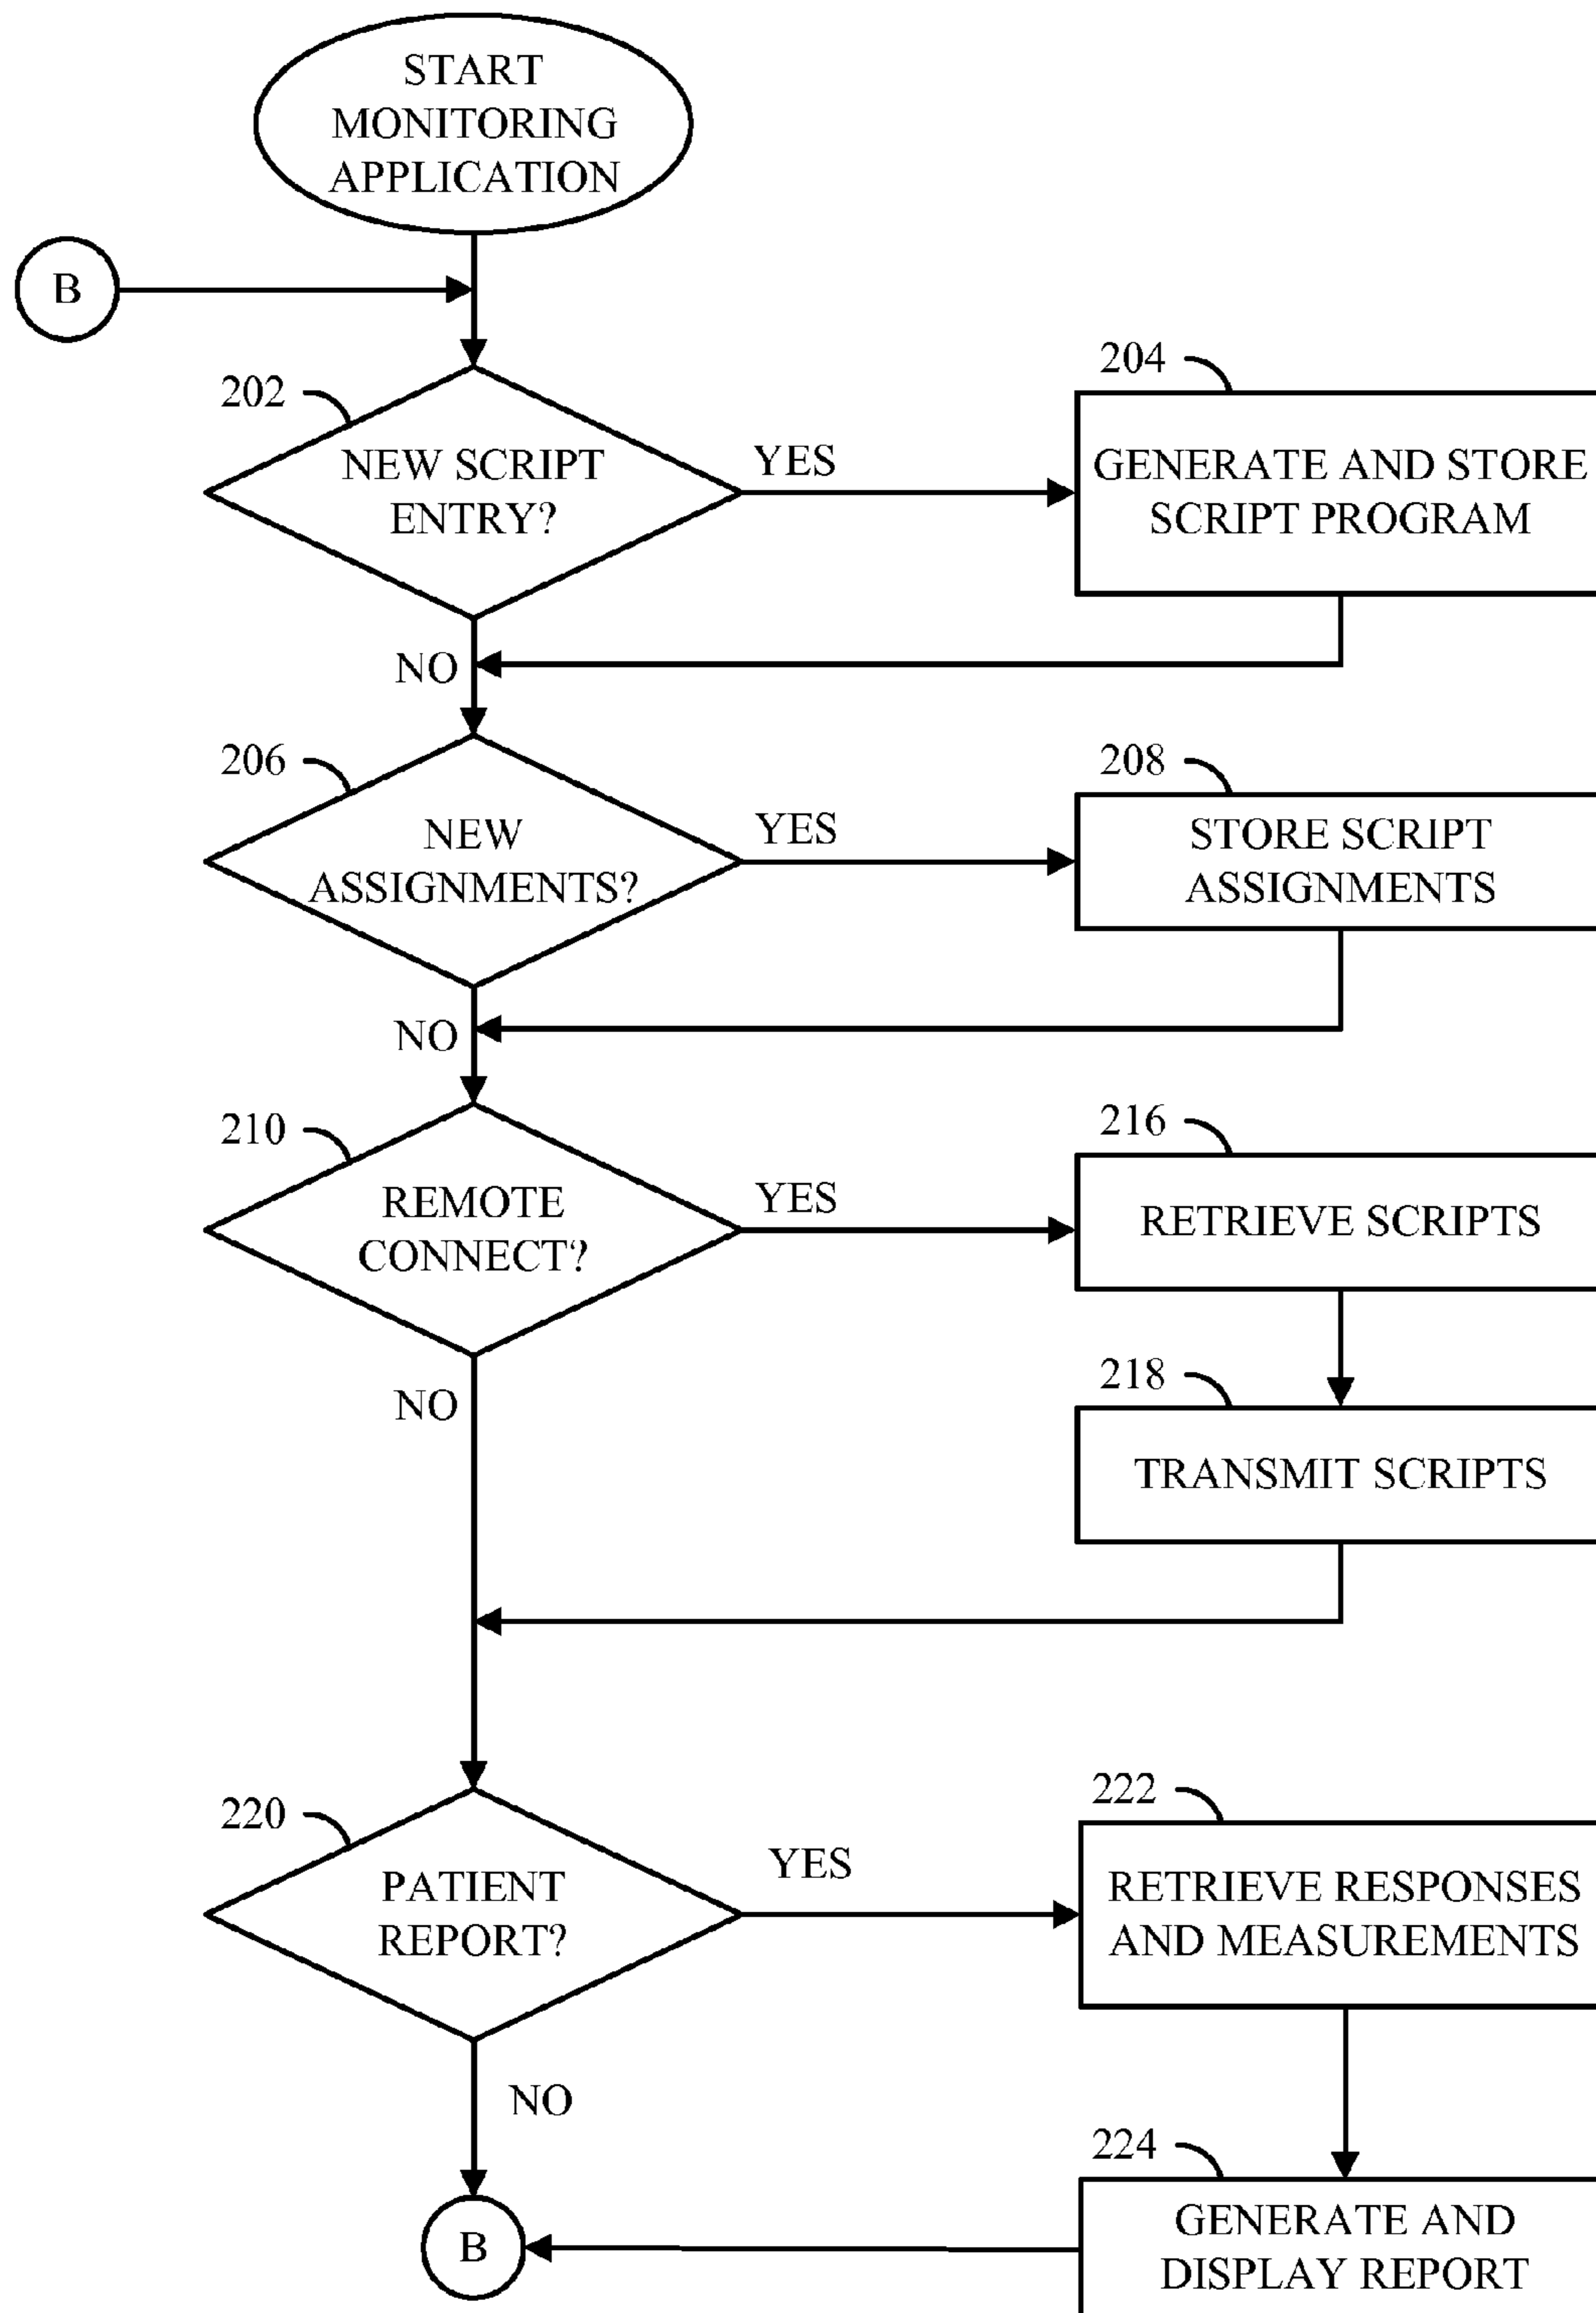 START
MONITORING
APPLICATION
B
202
NEW SCRIPT
ENTRY?
YES
204
GENERATE AND STORE
SCRIPT PROGRAM
NO
206
NEW
ASSIGNMENTS?
YES
208
STORE SCRIPT
ASSIGNMENTS
NO
210
REMOTE
CONNECT?
YES
216
RETRIEVE SCRIPTS
218
TRANSMIT SCRIPTS
NO
220
PATIENT
REPORT?
YES
222
RETRIEVE RESPONSES
AND MEASUREMENTS
NO
224
GENERATE AND
DISPLAY REPORT
B